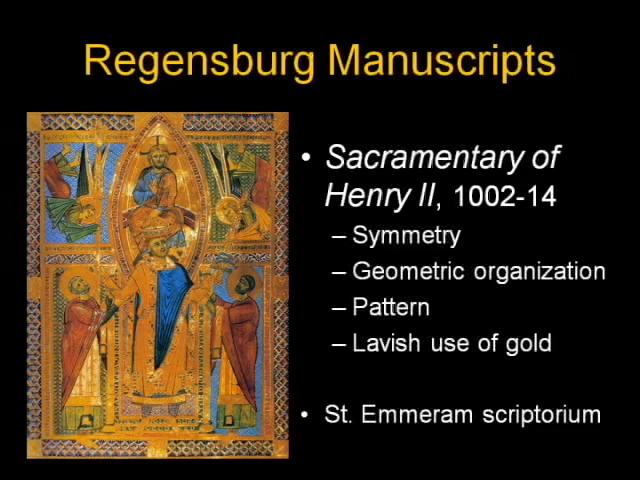 Regensburg Manuscripts
• Sacramentary of
Henry II, 1002-14
– Symmetry
– Geometric organization
– Pattern
– Lavish use of gold
• St. Emmeram scriptorium